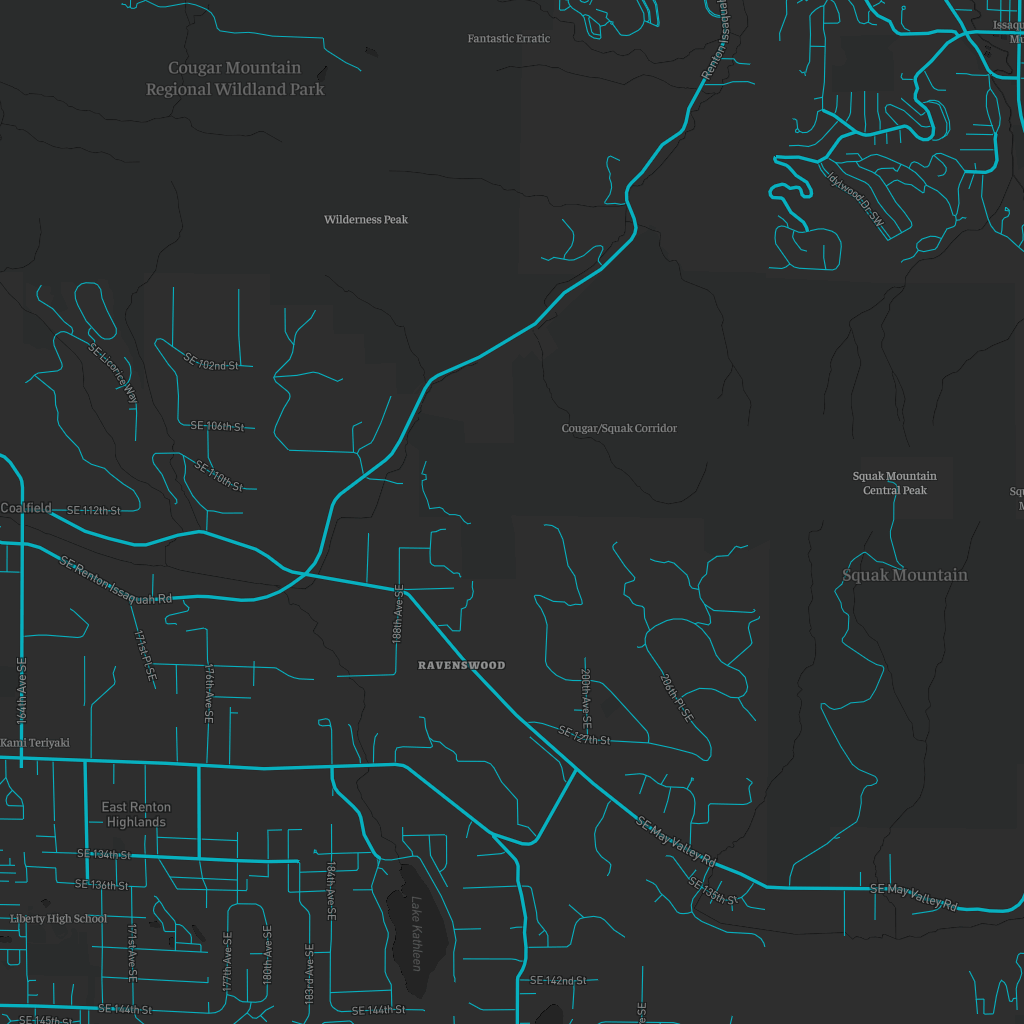 Fantastic Erratic
Renton Issaquah
Cougar Mountain
Regional Wildland Park
Idylwood Dr SW
Wilderness Peak
SE Licorice Way
SE 102nd St
SE 106th St
SE 110th St
Cougar/Squak Corridor
Squak Mountain
Central Peak
Coalfield
SE 112th St
SE Renton Issaquah Rd
Squak Mountain
188th Ave SE
171st Pl SE
176th Ave SE
164th Ave SE
RAVENSWOOD
200th Ave SE
206th Pl SE
SE 127th St
Kami Teriyaki
East Renton
Highlands
SE May Valley Rd
SE 134th St
SE 136th St
SE 135th S
SE May Valley Rd
184th Ave SE
Liberty High School
171st Ave SE
177th Ave SE
180th Ave SE
183rd Ave SE
Lake Kathleen
SE 142nd St
SE 144th St
SE 144th St
SE 145th St
e SE